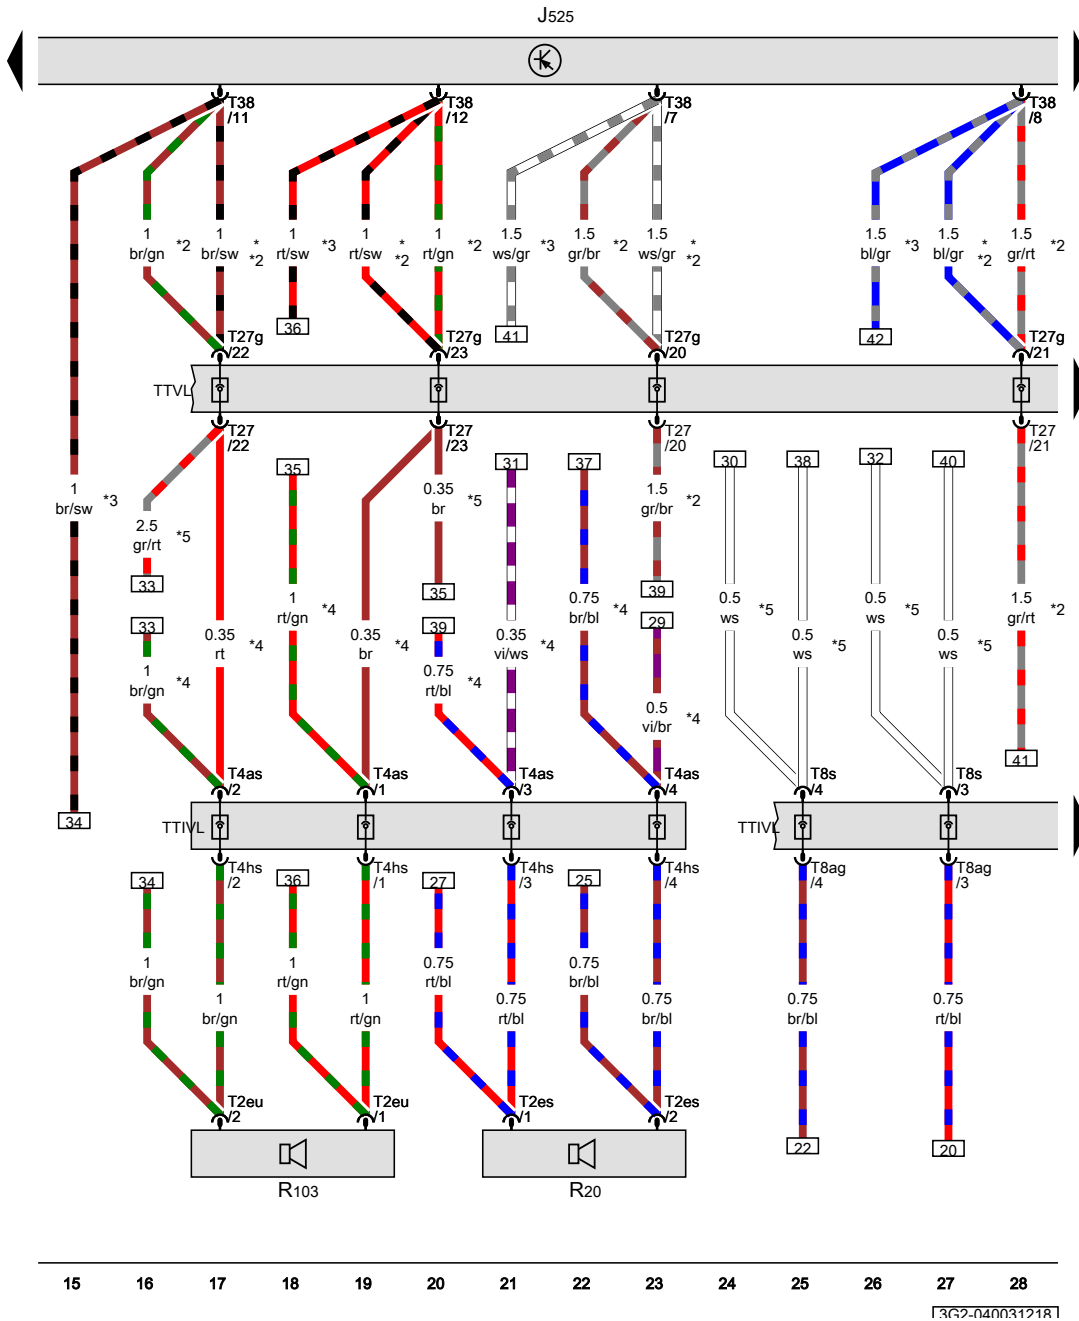 J525
T38 T38 T38 T38
/11 /12 /7 /8
1 1 1 1 1 1.5 1.5 1.5 1.5 1.5 1.5
br/gn *2 br/sw * *2 rt/sw *3 rt/sw * *2 rt/gn *2 ws/gr *3 gr/br *2 ws/gr * *2 bl/gr *3 bl/gr * *2 gr/rt *2
36 41 42
T27g T27g T27g T27g
/22 /23 /20 /21
TTVL
T27 T27 T27 T27
/22 /23 /20 /21
35 31 37 30 38 32 40
1 0.35 1.5
br/sw *3 br *5 gr/br *2
2.5
gr/rt *5
33 35 39
33 39 29
1 0.75 0.5 0.5 1.5
rt/gn *4 br/bl *4 ws *5 ws *5 gr/rt *2
0.35 0.35 0.35 0.5 0.5
rt *4 br *4 vi/ws *4 ws *5 ws *5
1 0.75
br/gn *4 rt/bl *4
0.5
vi/br *4
41
T4as T4as T4as T4as T8s T8s
/2 /1 /3 /4 /4 /3
34
TTIVL TTIVL
T4hs T4hs T4hs T4hs T8ag T8ag
/2 /1 /3 /4 /4 /3
34 36 27 25
1 1 0.75 0.75
br/gn rt/gn rt/bl br/bl
1 1 0.75 0.75 0.75 0.75
br/gn rt/gn rt/bl br/bl br/bl rt/bl
T2eu T2eu T2es T2es
/2 /1 /1 /2
22 20
R103 R20
15 16 17 18 19 20 21 22 23 24 25 26 27 28
3G2-040031218